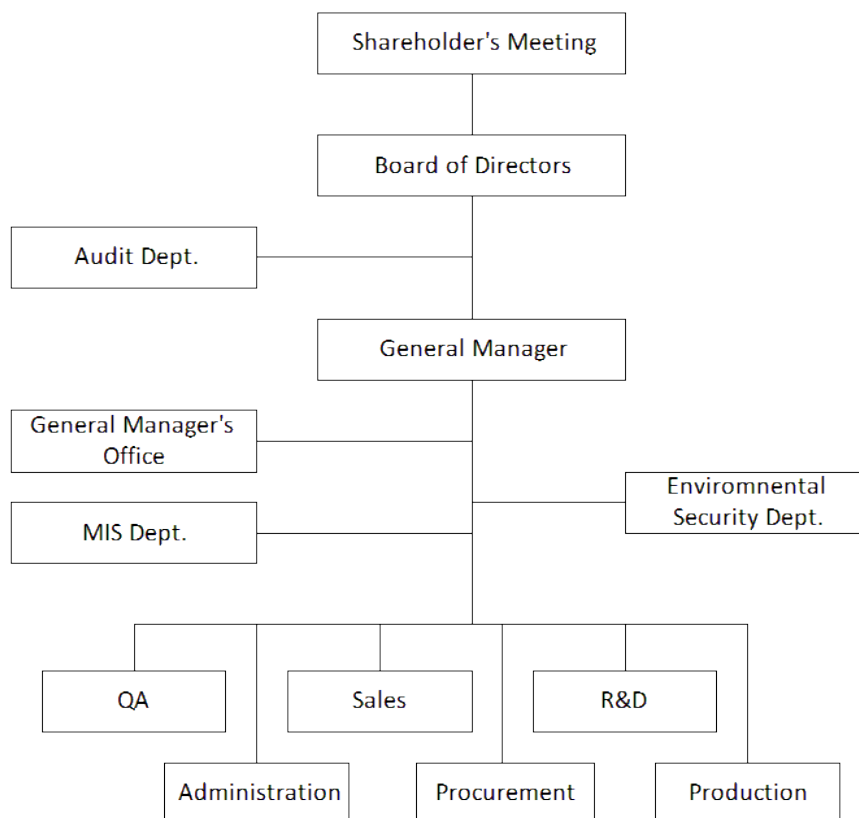 Shareholder's Meeting
Board of Directors
Audit Dept.
General Manager
General Manager's
Office
Enviromnental
Security Dept.
MIS Dept.
QA
Sales
R&D
Administration
Procurement
Production